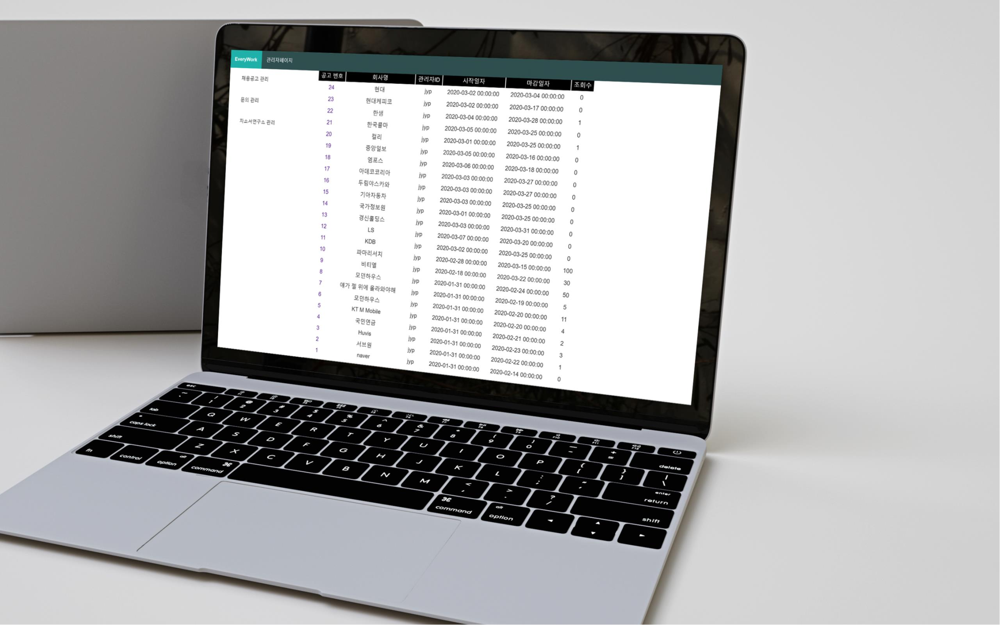 EveryWork 관리자페이지
채용공고 관리
문의 관리
자소서연구소 관리
공고 번호 회사명 관리자ID 시작일자 마감일자 조회수
24 현대 jyp 2020-03-02 00:00:00 2020-03-04 00:00:00 0
23 현대케피코 jyp 2020-03-02 00:00:00 2020-03-17 00:00:00 0
22 한샘 jyp 2020-03-04 00:00:00 2020-03-28 00:00:00 1
21 한국콜마 jyp 2020-03-05 00:00:00 2020-03-25 00:00:00 0
20 컬리 jyp 2020-03-01 00:00:00 2020-03-25 00:00:00 1
19 중앙일보 jyp 2020-03-05 00:00:00 2020-03-16 00:00:00 0
18 엠포스 jyp 2020-03-06 00:00:00 2020-03-18 00:00:00 0
17 아데코코리아 jyp 2020-03-03 00:00:00 2020-03-27 00:00:00 0
16 두림야스카와 jyp 2020-03-03 00:00:00 2020-03-27 00:00:00 0
15 기아자동차 jyp 2020-03-03 00:00:00 2020-03-25 00:00:00 0
14 국가정보원 jyp 2020-03-01 00:00:00 2020-03-25 00:00:00 0
13 경신홀딩스 jyp 2020-03-03 00:00:00 2020-03-31 00:00:00 0
12 LS jyp 2020-03-07 00:00:00 2020-03-20 00:00:00 0
11 KDB jyp 2020-03-02 00:00:00 2020-03-25 00:00:00 0
10 파마리서치 jyp 2020-02-28 00:00:00 2020-03-15 00:00:00 100
9 비티엘 jyp 2020-02-18 00:00:00 2020-03-22 00:00:00 30
8 모던하우스 jyp 2020-01-31 00:00:00 2020-02-24 00:00:00 50
7 얘가 젤 위에 올라와야해 jyp 2020-01-31 00:00:00 2020-02-19 00:00:00 5
6 모던하우스 jyp 2020-01-31 00:00:00 2020-02-20 00:00:00 11
5 KT M Mobile jyp 2020-01-31 00:00:00 2020-02-20 00:00:00 4
4 국민연금 jyp 2020-01-31 00:00:00 2020-02-21 00:00:00 2
3 Huvis jyp 2020-01-31 00:00:00 2020-02-23 00:00:00 3
2 서브원 jyp 2020-01-31 00:00:00 2020-02-22 00:00:00 1
1 naver jyp 2020-01-31 00:00:00 2020-02-14 00:00:00 0
esc F10 F11 F12
~ ` ! 1 @ 2 # 3 $ 4 % 5 ^ 6 & 7 * 8 ( 9 ) 0 — - + = delete
tab Q W E R T Y U I O P { [ } ] | \
caps lock A S D F G H J K L : ; " ' enter return
shift Z X C V B N M < , > . ? / shift
fn control alt option ⌘ command ⌘ command alt option ◄ ▲ ▼ ►